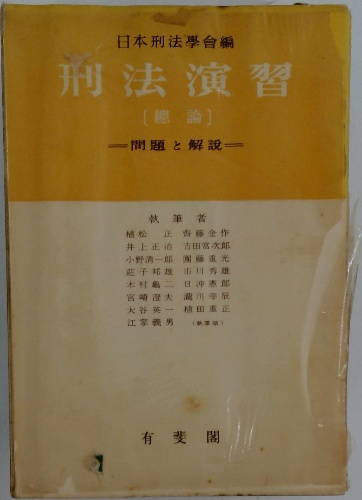 日本刑法學會編
刑法演習
[總論]
=問題と解說=
執筆者
植松正 齊藤金作
井上正治 吉田常次郎
小野清一郎 團藤重光
莊子邦雄 市川秀雄
木村龜二 日沖憲郎
宮崎澄夫 瀧川幸辰
大谷英一 植田重正
江家義男 (執筆順)
有斐閣